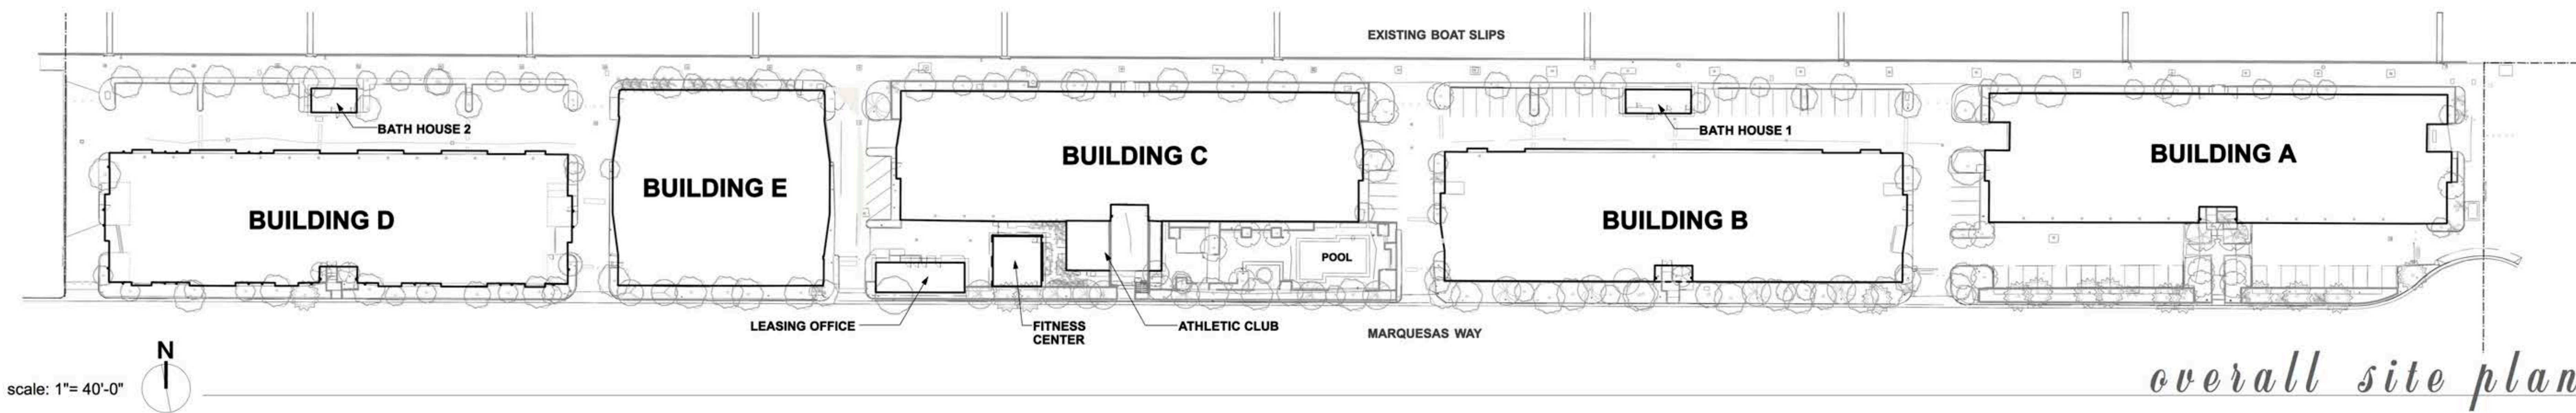 EXISTING BOAT SLIPS
BATH HOUSE 2
BATH HOUSE 1
BUILDING D
BUILDING E
BUILDING C
BUILDING B
BUILDING A
POOL
LEASING OFFICE
FITNESS
CENTER
ATHLETIC CLUB
MARQUESAS WAY
N
scale: 1"= 40'-0"
overall site plan